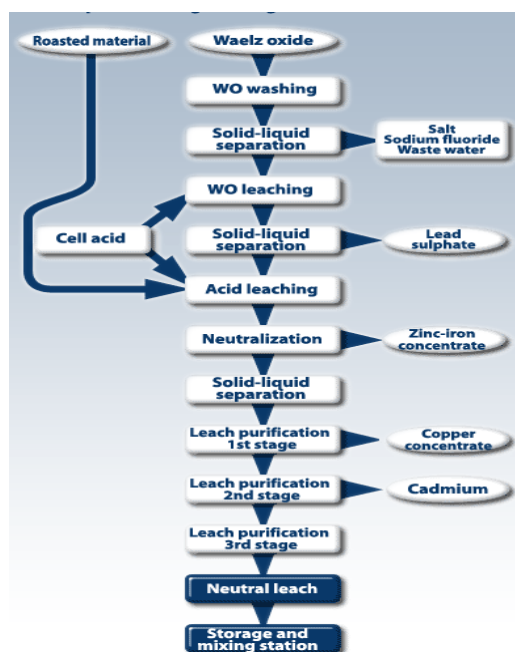 Roasted material
Waelz oxide
WO washing
Solid-liquid
separation
Salt
Sodium fluoride
Waste water
WO leaching
Cell acid
Solid-liquid
separation
Lead
sulphate
Acid leaching
Neutralization
Zinc-iron
concentrate
Solid-liquid
separation
Leach purification
1st stage
Copper
concentrate
Leach purification
2nd stage
Cadmium
Leach purification
3rd stage
Neutral leach
Storage and
mixing station